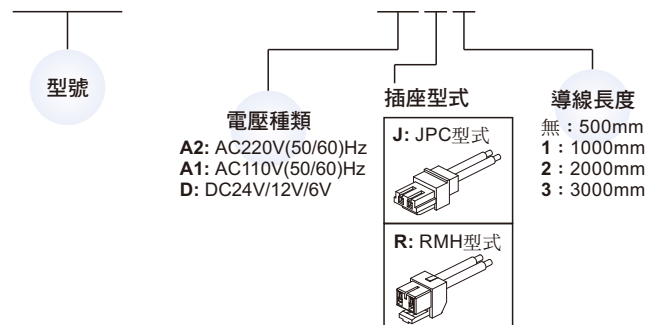 型號
電壓種類
A2: AC220V(50/60)Hz
A1: AC110V(50/60)Hz
D: DC24V/12V/6V
插座型式
J: JPC型式
R: RMH型式
導線長度
無：500mm
1：1000mm
2：2000mm
3：3000mm